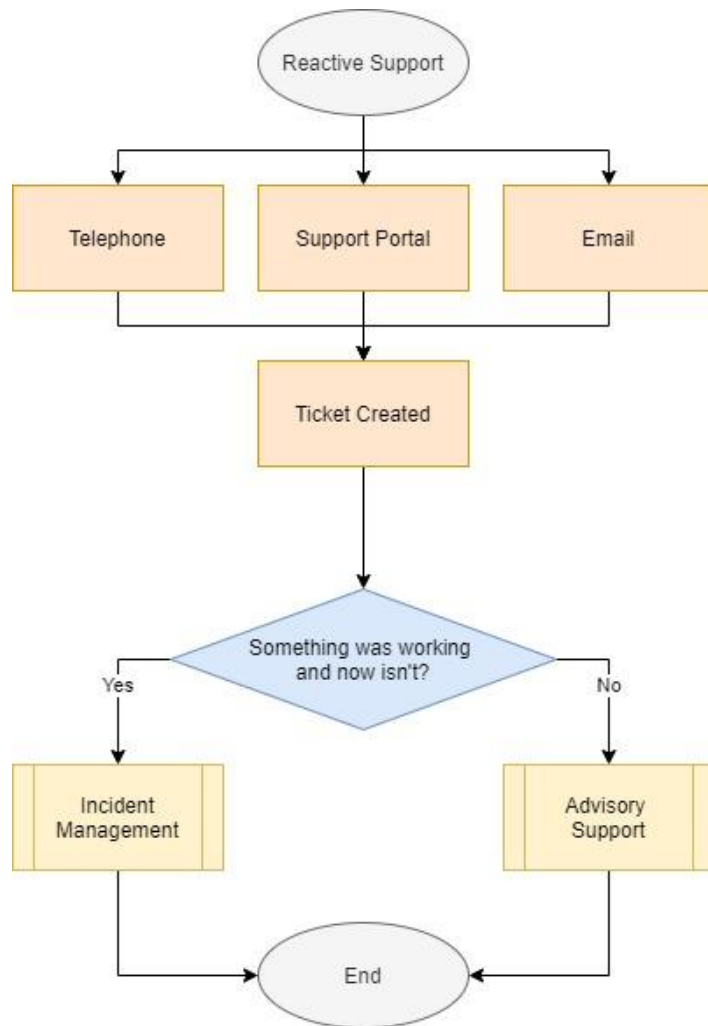 Reactive Support
Telephone
Support Portal
Email
Ticket Created
Something was working
and now isn't?
Yes
No
Incident
Management
Advisory
Support
End